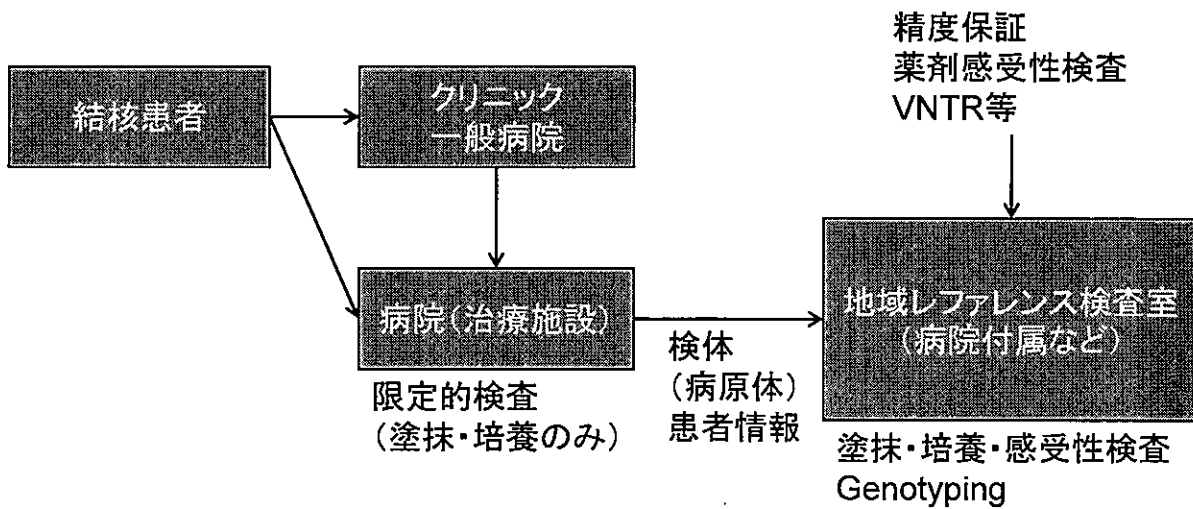 精度保証
薬剤感受性検査
VNTR等
結核患者
クリニック
一般病院
病院(治療施設)
限定的検査
(塗抹・培養のみ)
検体
(病原体)
患者情報
地域レファレンス検査室
(病院付属など)
塗抹・培養・感受性検査
Genotyping